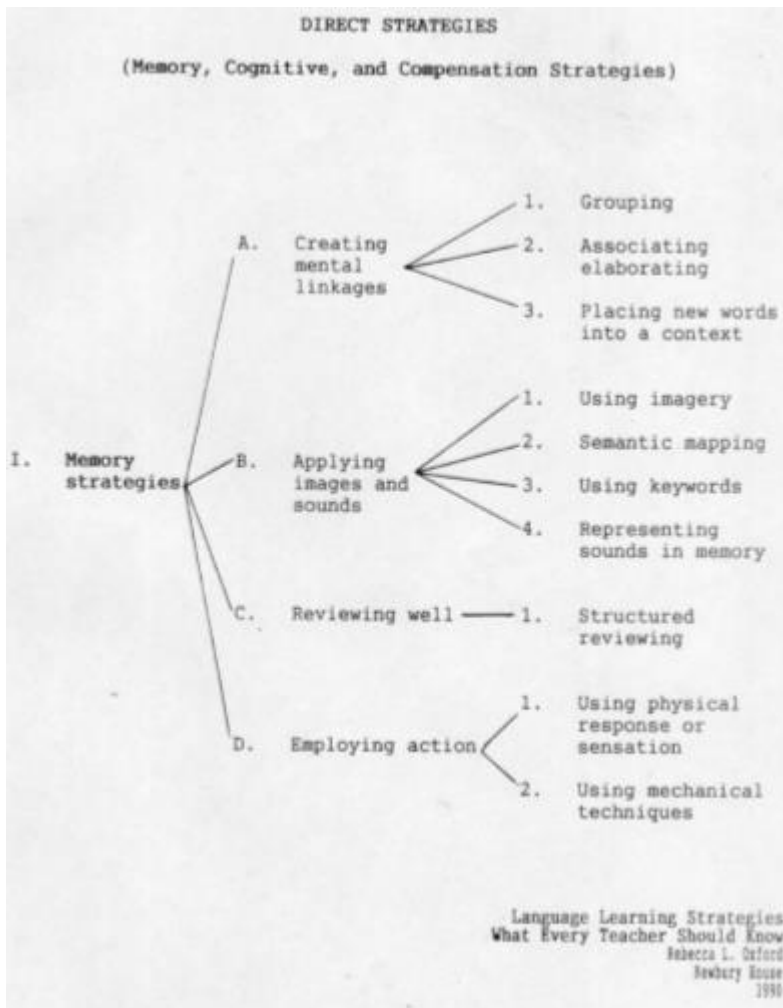 DIRECT STRATEGIES
(Memory, Cognitive, and Compensation Strategies)
A. Creating
mental
linkages
1. Grouping
2. Associating
elaborating
3. Placing new words
into a context
I. Memory
strategies
B. Applying
images and
sounds
1. Using imagery
2. Semantic mapping
3. Using keywords
4. Representing
sounds in memory
C. Reviewing well
1. Structured
reviewing
D. Employing action
1. Using physical
response or
sensation
2. Using mechanical
techniques
Language Learning Strategies
What Every Teacher Should Know
Rebecca L. Oxford
Newbury House
1990